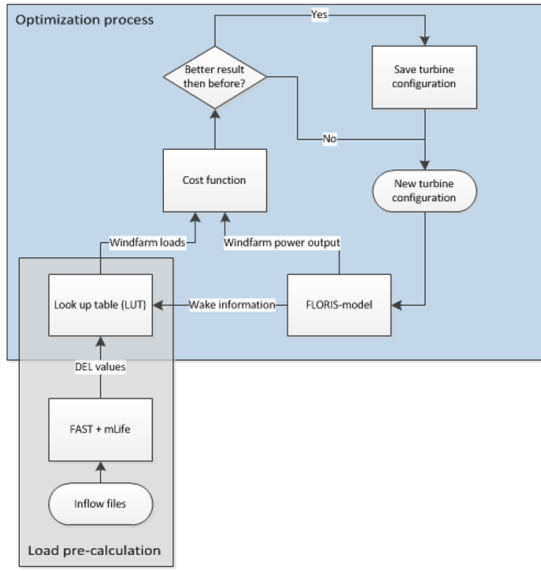 Optimization process
Yes
Better result
then before?
Save turbine
configuration
No
Cost function
New turbine
configuration
Windfarm loads
Windfarm power output
Look up table (LUT)
Wake information
FLORIS-model
DEL values
FAST + mLife
Inflow files
Load pre-calculation